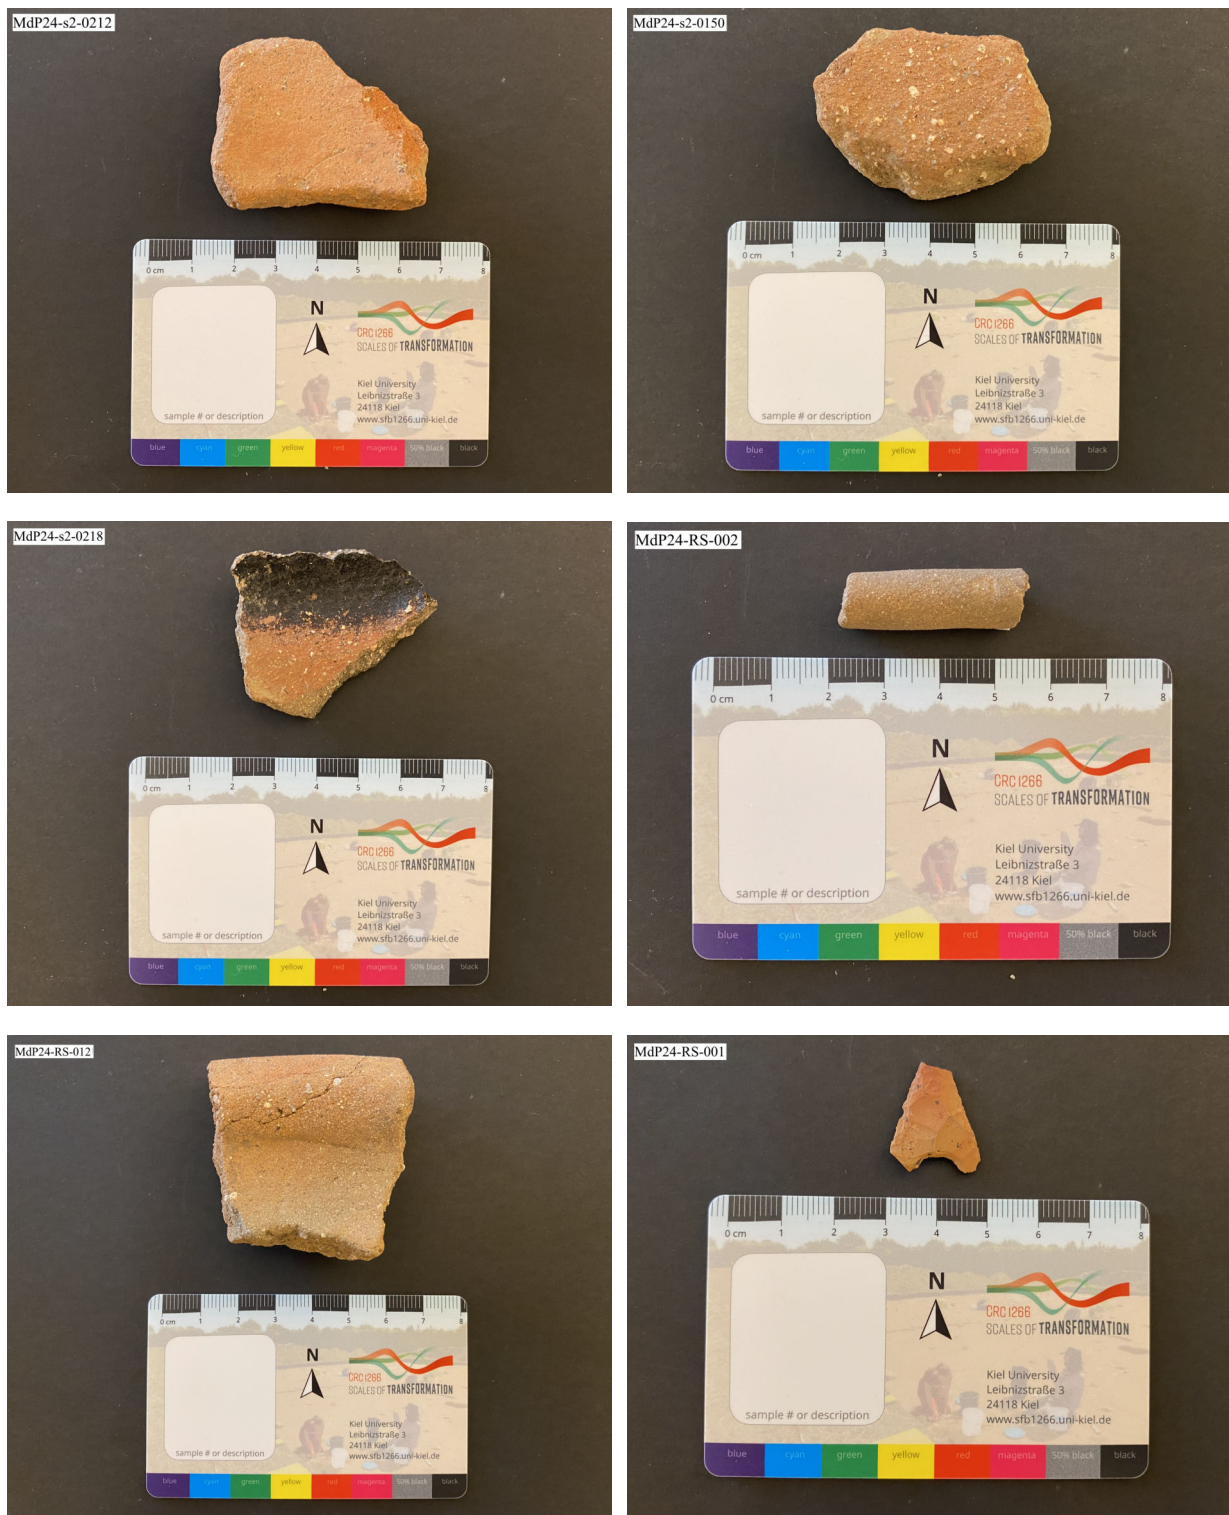 MdP24-s2-0212
0 cm 1 2 3 4 5 6 7 8
N
CRC 1266
SCALES OF TRANSFORMATION
Kiel University
Leibnizstraße 3
24118 Kiel
www.sfb1266.uni-kiel.de
sample # or description
blue cyan green yellow red magenta 50% black black
MdP24-s2-0150
0 cm 1 2 3 4 5 6 7 8
N
CRC 1266
SCALES OF TRANSFORMATION
Kiel University
Leibnizstraße 3
24118 Kiel
www.sfb1266.uni-kiel.de
sample # or description
blue cyan green yellow red magenta 50% black black
MdP24-s2-0218
0 cm 1 2 3 4 5 6 7 8
N
CRC 1266
SCALES OF TRANSFORMATION
Kiel University
Leibnizstraße 3
24118 Kiel
www.sfb1266.uni-kiel.de
sample # or description
blue cyan green yellow red magenta 50% black black
MdP24-RS-002
0 cm 1 2 3 4 5 6 7 8
N
CRC 1266
SCALES OF TRANSFORMATION
Kiel University
Leibnizstraße 3
24118 Kiel
www.sfb1266.uni-kiel.de
sample # or description
blue cyan green yellow red magenta 50% black black
MdP24-RS-012
0 cm 1 2 3 4 5 6 7 8
N
CRC 1266
SCALES OF TRANSFORMATION
Kiel University
Leibnizstraße 3
24118 Kiel
www.sfb1266.uni-kiel.de
sample # or description
blue cyan green yellow red magenta 50% black black
MdP24-RS-001
0 cm 1 2 3 4 5 6 7 8
N
CRC 1266
SCALES OF TRANSFORMATION
Kiel University
Leibnizstraße 3
24118 Kiel
www.sfb1266.uni-kiel.de
sample # or description
blue cyan green yellow red magenta 50% black black